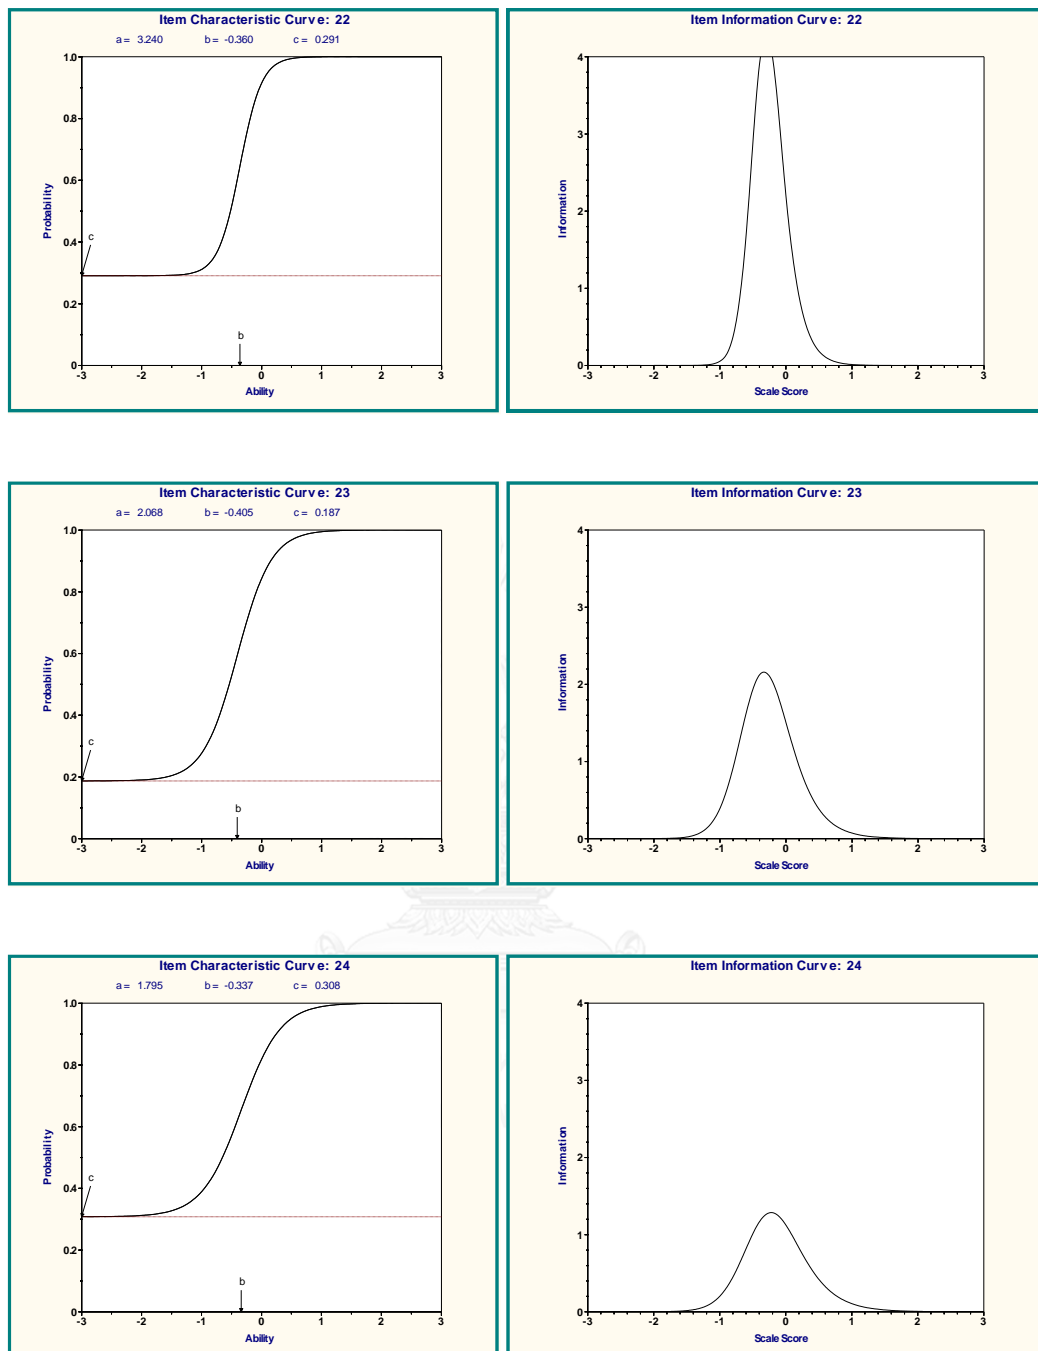 Item Characteristic Curve: 22
a = 3.240 b = -0.360 c = 0.291
1.0
0.8
0.6
0.4
0.2
0
Probability
c
b
-3 -2 -1 0 1 2 3
Ability
Item Information Curve: 22
4
3
2
1
0
Information
-3 -2 -1 0 1 2 3
Scale Score
Item Characteristic Curve: 23
a = 2.068 b = -0.405 c = 0.187
1.0
0.8
0.6
0.4
0.2
0
Probability
c
b
-3 -2 -1 0 1 2 3
Ability
Item Information Curve: 23
4
3
2
1
0
Information
-3 -2 -1 0 1 2 3
Scale Score
Item Characteristic Curve: 24
a = 1.795 b = -0.337 c = 0.308
1.0
0.8
0.6
0.4
0.2
0
Probability
c
b
-3 -2 -1 0 1 2 3
Ability
Item Information Curve: 24
4
3
2
1
0
Information
-3 -2 -1 0 1 2 3
Scale Score